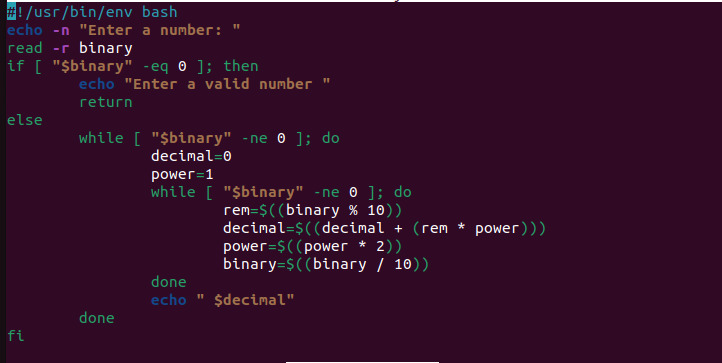 #!/usr/bin/env bash
echo -n "Enter a number: "
read -r binary
if [ "$binary" -eq 0 ]; then
        echo "Enter a valid number "
        return
else
        while [ "$binary" -ne 0 ]; do
                decimal=0
                power=1
                while [ "$binary" -ne 0 ]; do
                        rem=$((binary % 10))
                        decimal=$((decimal + (rem * power)))
                        power=$((power * 2))
                        binary=$((binary / 10))
                done
                echo " $decimal"
        done
fi